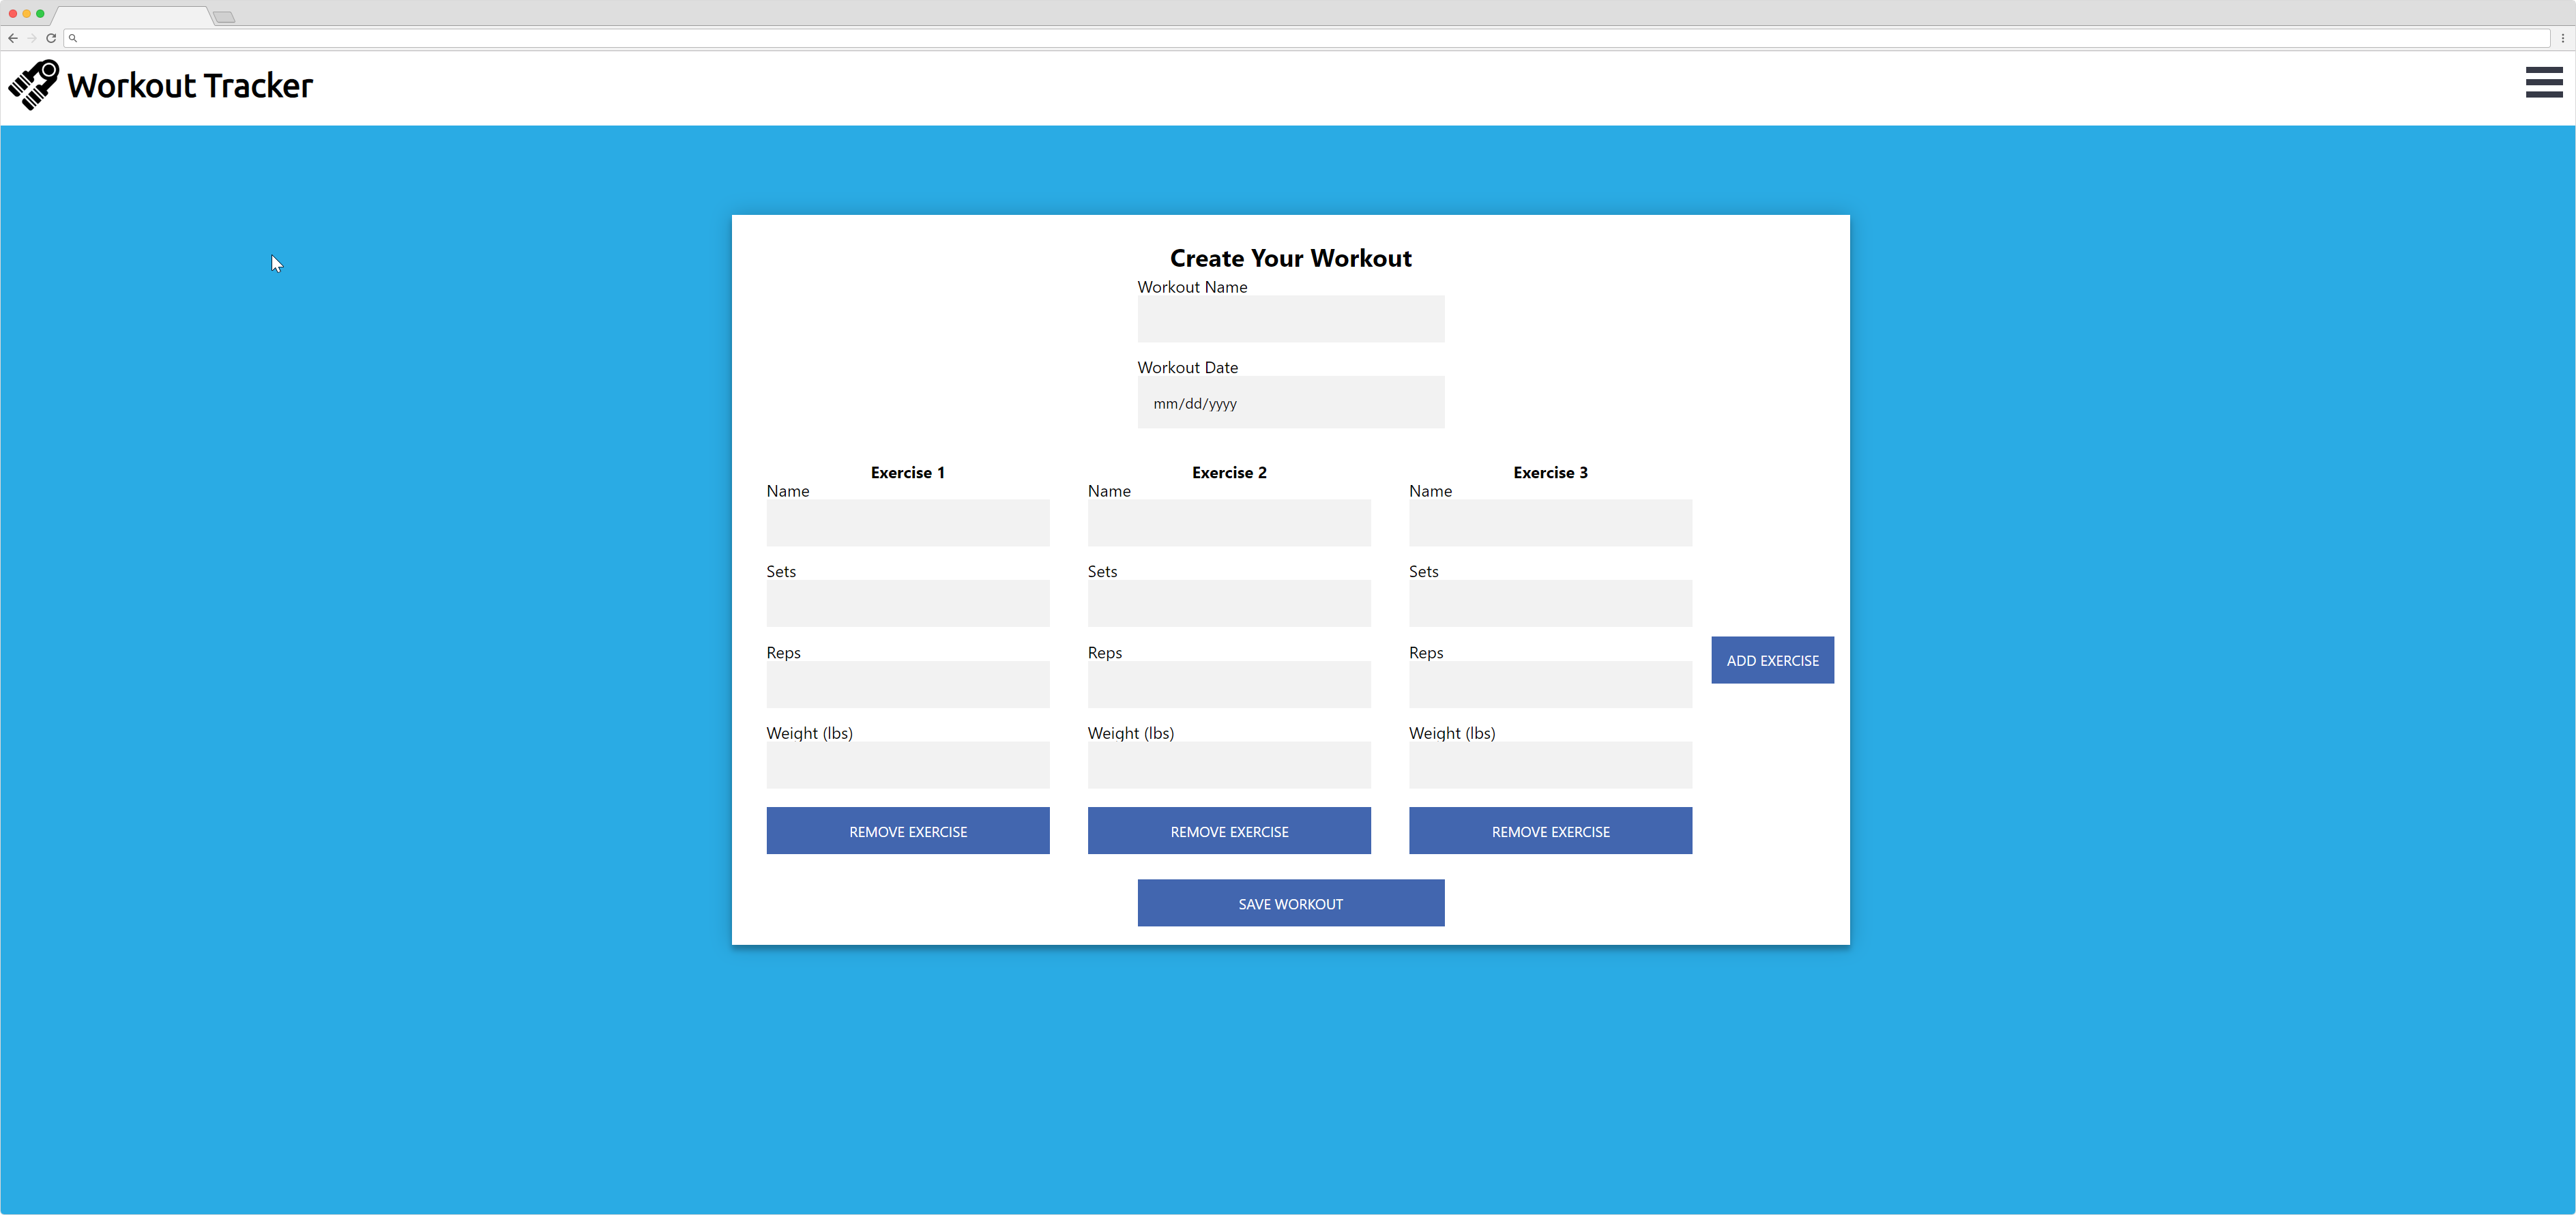 Workout Tracker
Create Your Workout
Workout Name
Workout Date
mm/dd/yyyy
Exercise 1
Exercise 2
Exercise 3
Name
Name
Name
Sets
Sets
Sets
Reps
Reps
Reps
ADD EXERCISE
Weight (lbs)
Weight (lbs)
Weight (lbs)
REMOVE EXERCISE
REMOVE EXERCISE
REMOVE EXERCISE
SAVE WORKOUT